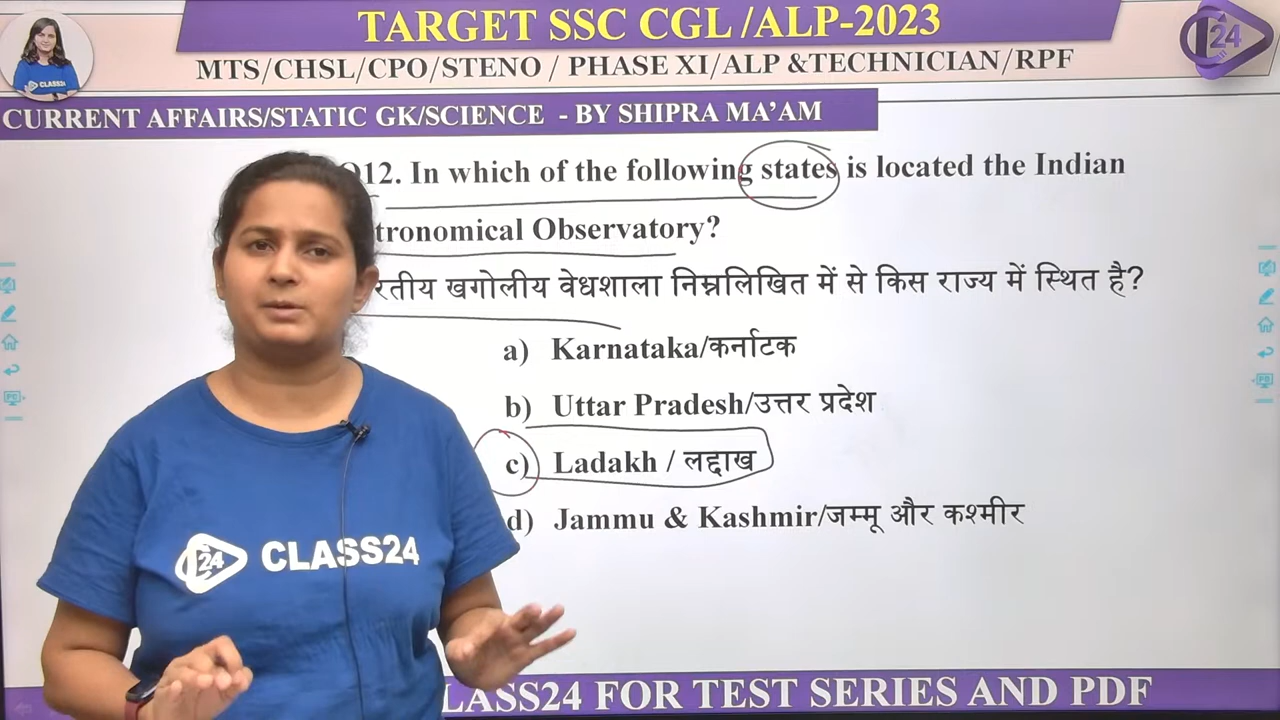 TARGET SSC CGL /ALP-2023
MTS/CHSL/CPO/STENO / PHASE XI/ALP &TECHNICIAN/RPF
24
CLASS24
CURRENT AFFAIRS/STATIC GK/SCIENCE - BY SHIPRA MA’AM
12. In which of the following states is located the Indian
tronomical Observatory?
रतीय खगोलीय वेधशाला निम्नलिखित में से किस राज्य में स्थित है?
a) Karnataka/कर्नाटक
b) Uttar Pradesh/उत्तर प्रदेश
c) Ladakh / लद्दाख
d) Jammu & Kashmir/जम्मू और कश्मीर
24 CLASS24
LASS24 FOR TEST SERIES AND PDF